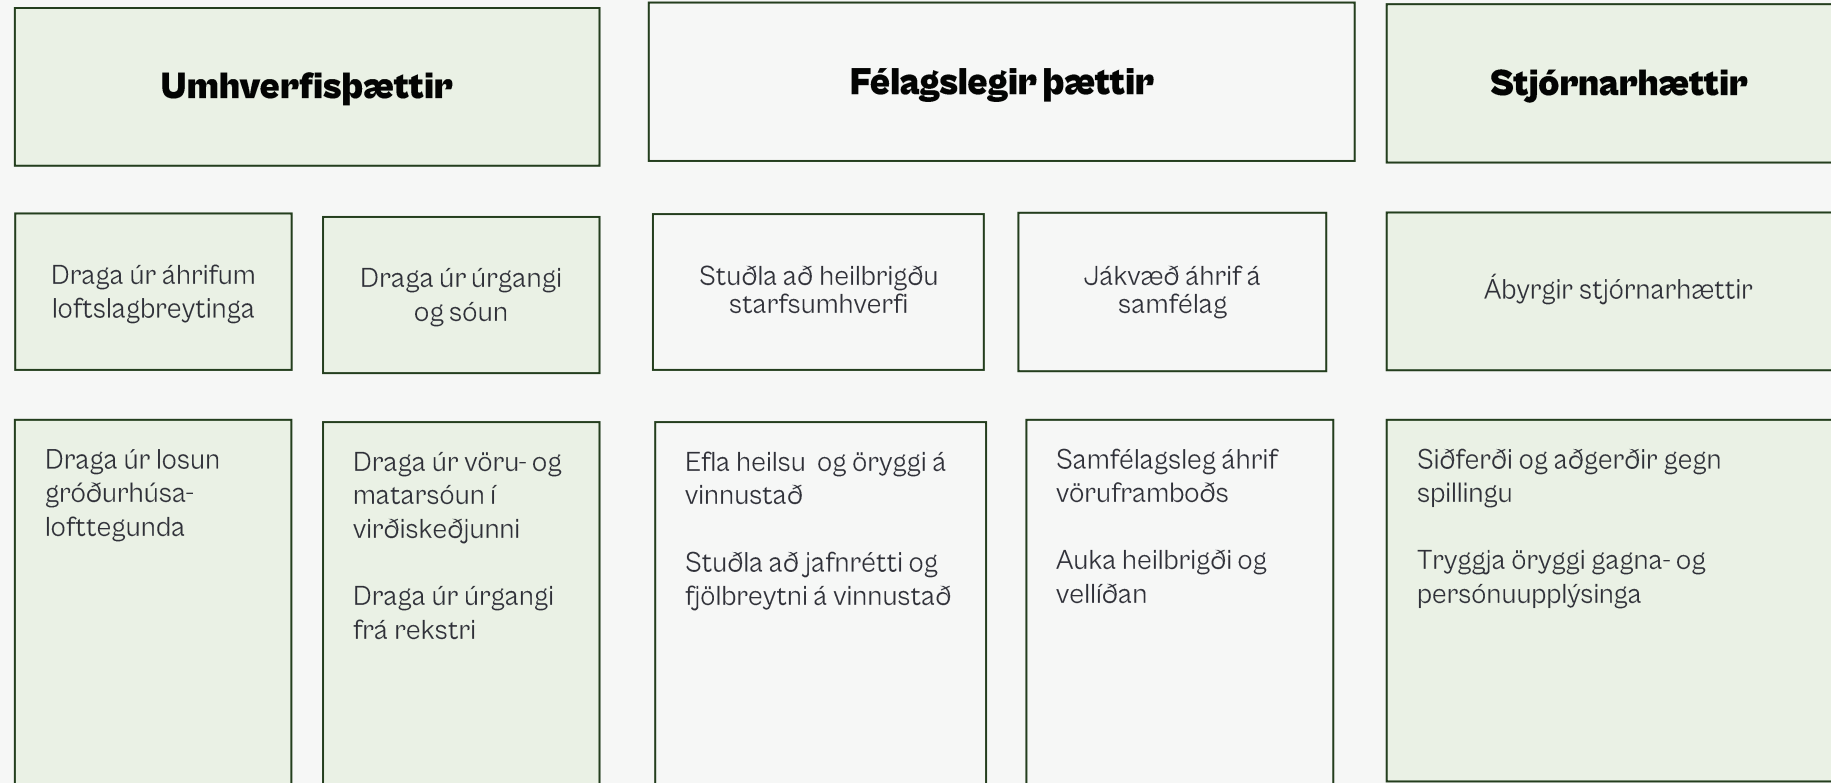 Umhverfisþættir
Félagslegir þættir
Stjórnarhættir
Draga úr áhrifum
loftslagbreytinga
Draga úr úrgangi
og sóun
Stuðla að heilbrigðu
starfsumhverfi
Jákvæð áhrif á
samfélag
Ábyrgir stjórnarhættir
Draga úr losun
gróðurhúsa-
lofttegunda
Draga úr vöru- og
matarsóun í
virðiskeðjunni
Draga úr úrgangi
frá rekstri
Efla heilsu  og öryggi á
vinnustað
Stuðla að jafnrétti og
fjölbreytni á vinnustað
Samfélagsleg áhrif
vöruframboðs
Auka heilbrigði og
vellíðan
Siðferði og aðgerðir gegn
spillingu
Tryggja öryggi gagna- og
persónuupplýsinga